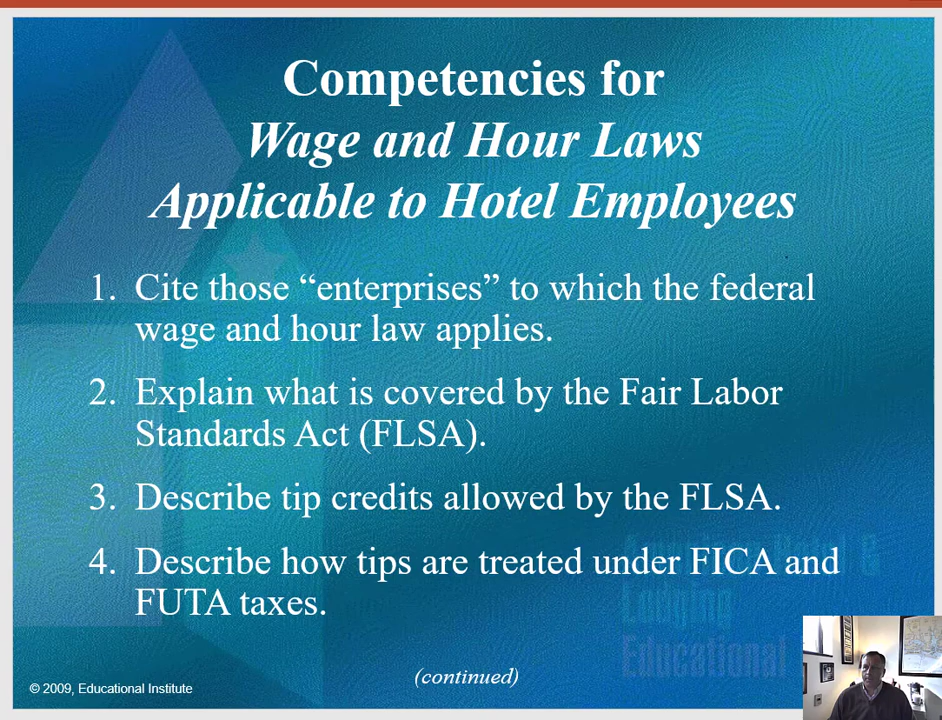 Competencies for
Wage and Hour Laws
Applicable to Hotel Employees
1. Cite those “enterprises” to which the federal
wage and hour law applies.
2. Explain what is covered by the Fair Labor
Standards Act (FLSA).
3. Describe tip credits allowed by the FLSA.
4. Describe how tips are treated under FICA and
FUTA taxes.
& 
Lodging
Educational
(continued)
© 2009, Educational Institute